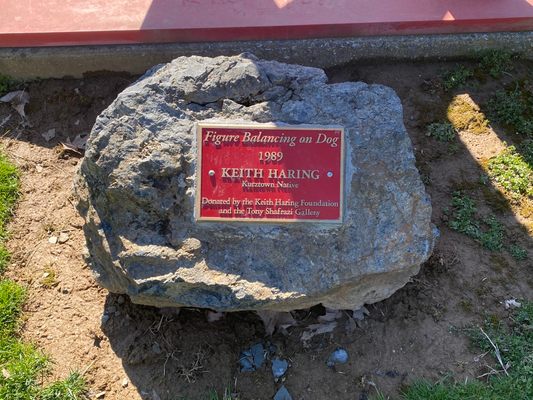 Figure Balancing on Dog
1989
KEITH HARING
Kutztown Native
Donated by the Keith Haring Foundation
and the Tony Shafrazi Gallery